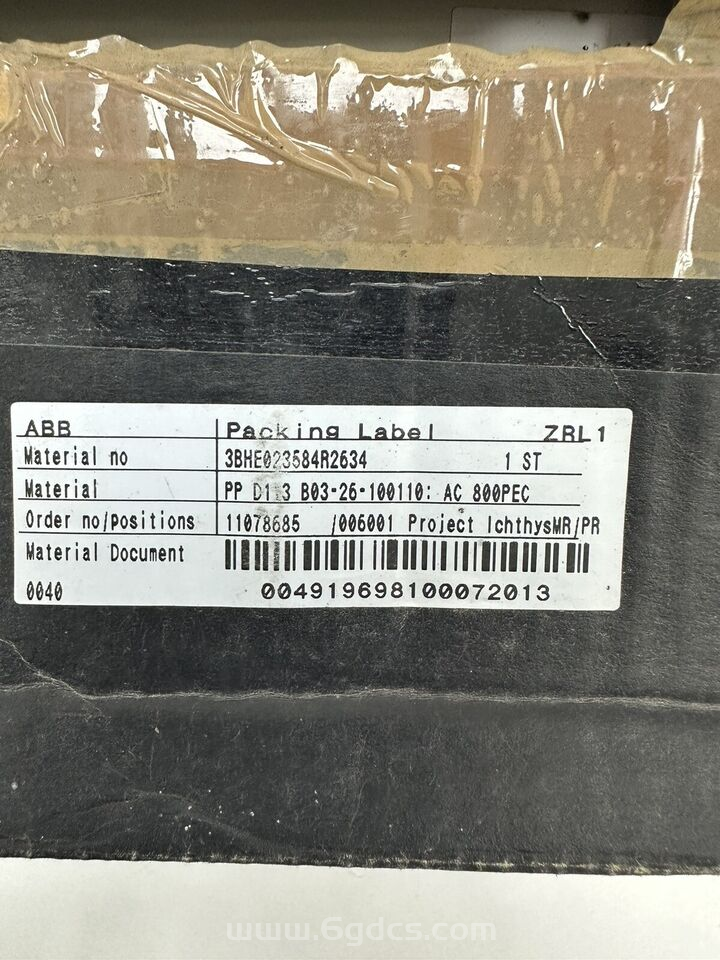 ABB Packing Label ZRL1
Material no 3BHE023584R2634 1 ST
Material PP D113 B03-26-100110: AC 800PEC
Order no/positions 11078685 /006001 Project IchthysMR/PR
Material Document
0040 004919698100072013
www.6gdcs.com